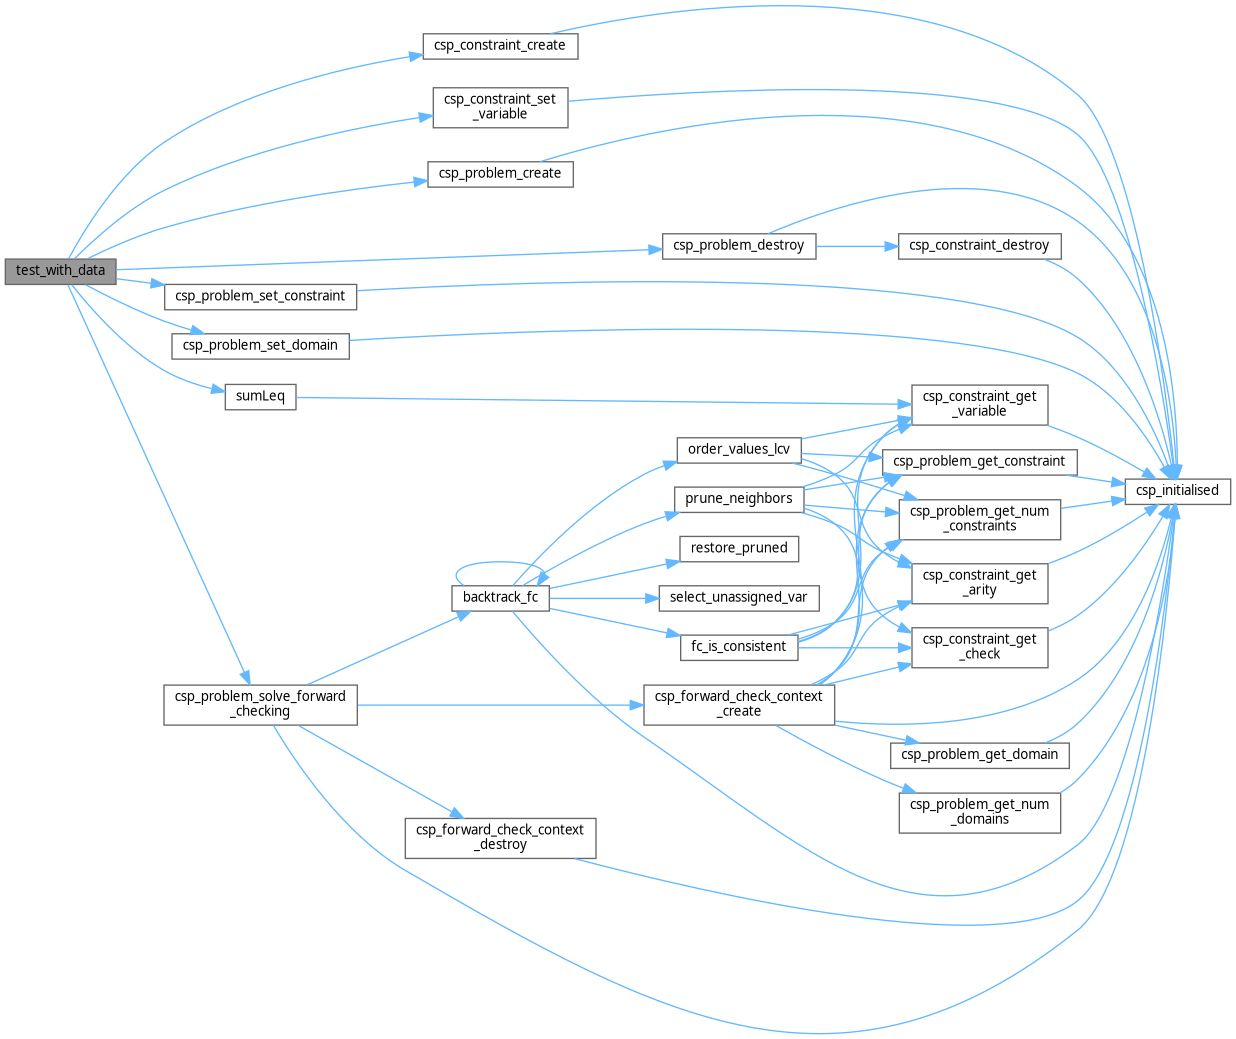 csp_constraint_create
csp_constraint_set
_variable
csp_problem_create
csp_problem_destroy
csp_constraint_destroy
test_with_data
csp_problem_set_constraint
csp_problem_set_domain
sumLeq
csp_constraint_get
_variable
order_values_lcv
csp_problem_get_constraint
prune_neighbors
csp_initialised
csp_problem_get_num
_constraints
restore_pruned
csp_constraint_get
_arity
backtrack_fc
select_unassigned_var
fc_is_consistent
csp_constraint_get
_check
csp_problem_solve_forward
_checking
csp_forward_check_context
_create
csp_problem_get_domain
csp_problem_get_num
_domains
csp_forward_check_context
_destroy